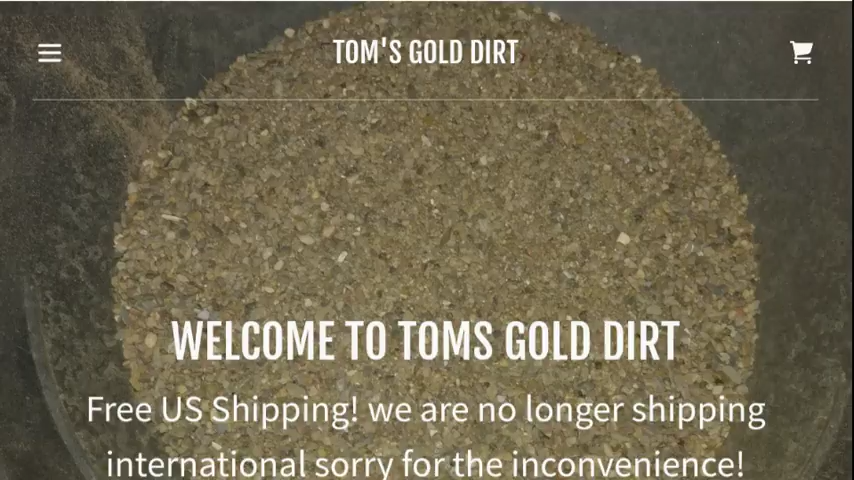 TOM'S GOLD DIRT
WELCOME TO TOMS GOLD DIRT
Free US Shipping! we are no longer shipping
international sorry for the inconvenience!